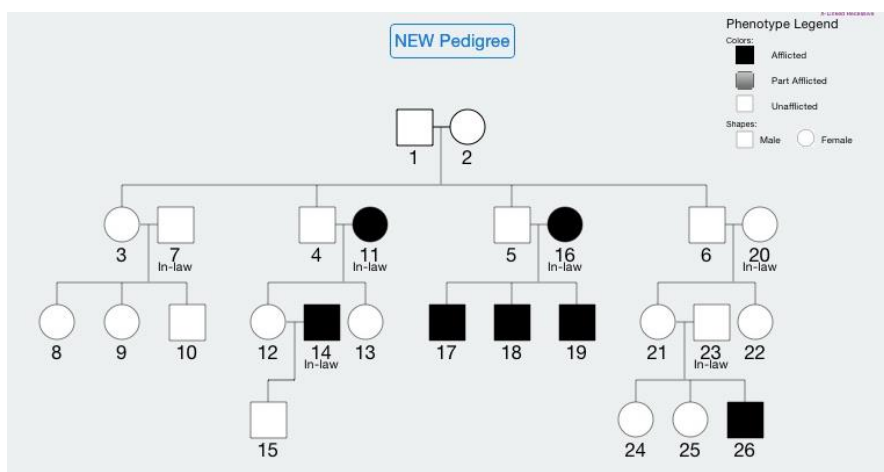 X-Linked Recessive
Phenotype Legend
NEW Pedigree
Colors:
Afflicted
Part Afflicted
Unafflicted
Shapes:
Male Female
1 2
3 7 4 11 5 16 6 20
In-law In-law In-law In-law
8 9 10 12 14 13 17 18 19 21 23 22
In-law In-law
15 24 25 26